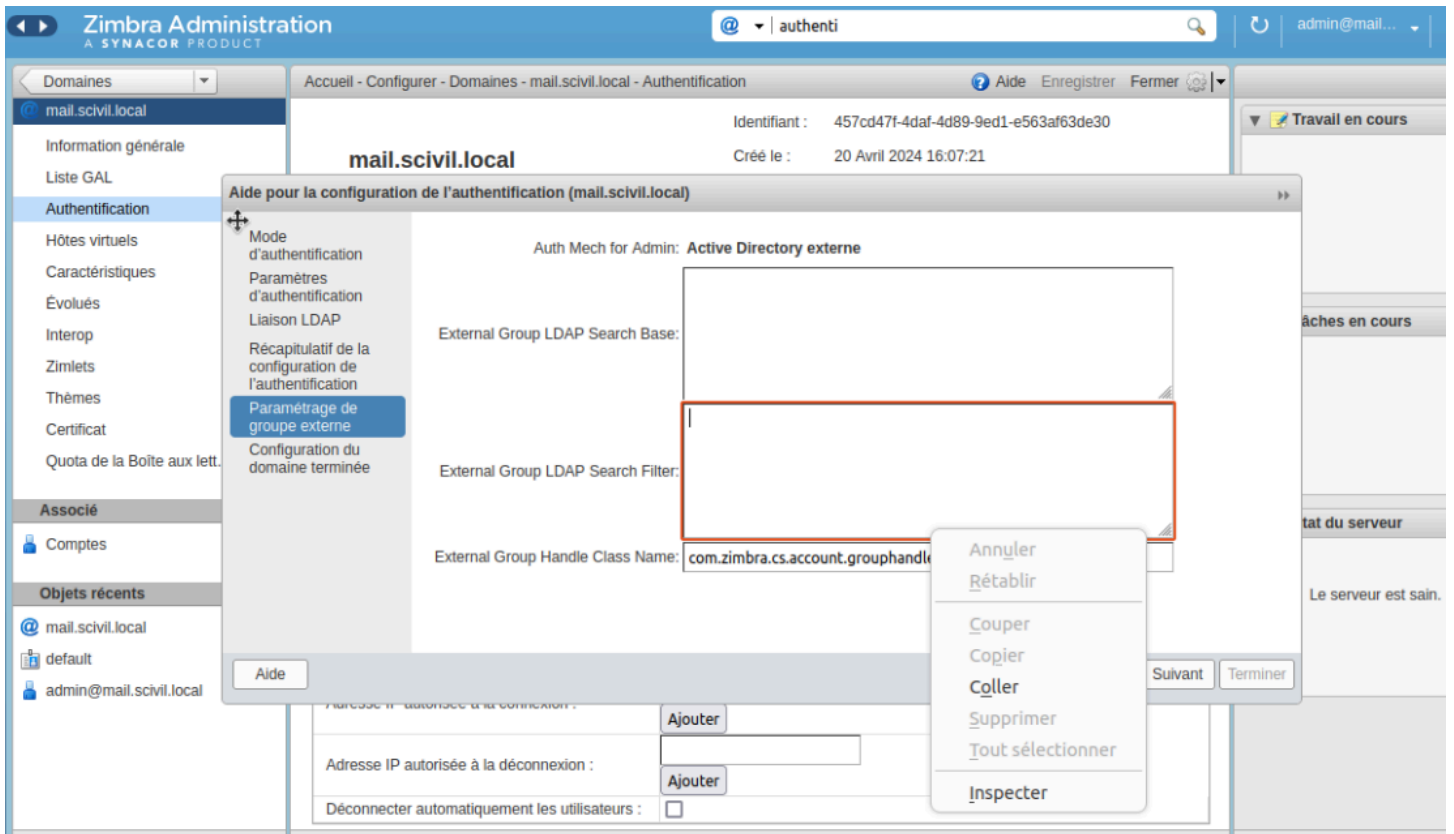 Zimbra Administration
A SYNACOR PRODUCT
authenti
admin@mail...
Domaines
mail.scivil.local
Information générale
Liste GAL
Authentification
Hôtes virtuels
Caractéristiques
Évolués
Interop
Zimlets
Thèmes
Certificat
Quota de la Boîte aux lett.
Associé
Comptes
Objets récents
mail.scivil.local
default
admin@mail.scivil.local
Accueil - Configurer - Domaines - mail.scivil.local - Authentification
Aide Enregistrer Fermer
Identifiant : 457cd47f-4daf-4d89-9ed1-e563af63de30
mail.scivil.local
Créé le : 20 Avril 2024 16:07:21
Aide pour la configuration de l'authentification (mail.scivil.local)
Mode
d'authentification
Paramètres
d'authentification
Liaison LDAP
Récapitulatif de la
configuration de
l'authentification
Paramétrage de
groupe externe
Configuration du
domaine terminée
Auth Mech for Admin: Active Directory externe
External Group LDAP Search Base:
External Group LDAP Search Filter:
External Group Handle Class Name: com.zimbra.cs.account.grouphandle
Annuler
Rétablir
Couper
Copier
Coller
Supprimer
Tout sélectionner
Inspecter
Aide
Suivant
Terminer
Adresse IP autorisée à la connexion :
Ajouter
Adresse IP autorisée à la déconnexion :
Ajouter
Déconnecter automatiquement les utilisateurs :
Travail en cours
âches en cours
tat du serveur
Le serveur est sain.